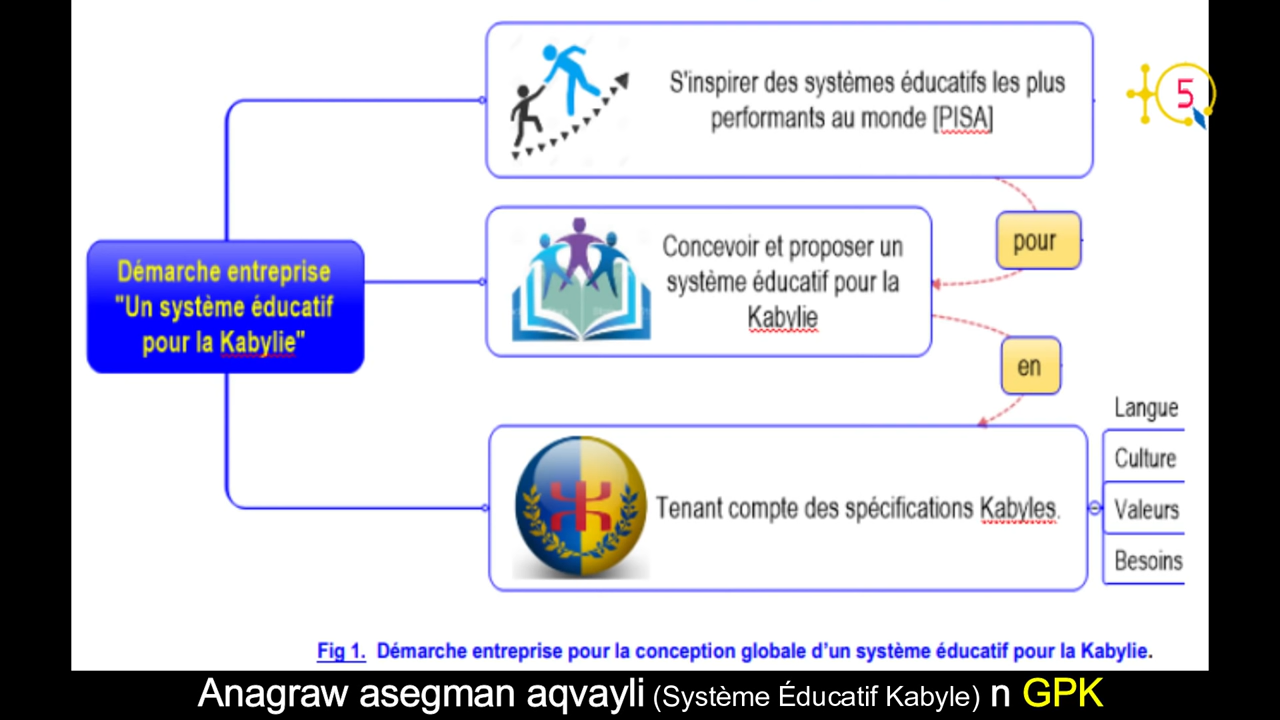 S'inspirer des systèmes éducatifs les plus
performants au monde [PISA]
5
pour
Démarche entreprise
"Un système éducatif
pour la Kabylie"
Concevoir et proposer un
système éducatif pour la
Kabylie
en
Tenant compte des spécifications Kabyles.
Langue
Culture
Valeurs
Besoins
Fig 1. Démarche entreprise pour la conception globale d'un système éducatif pour la Kabylie.
Anagraw asegman aqvayli (Système Éducatif Kabyle) n GPK